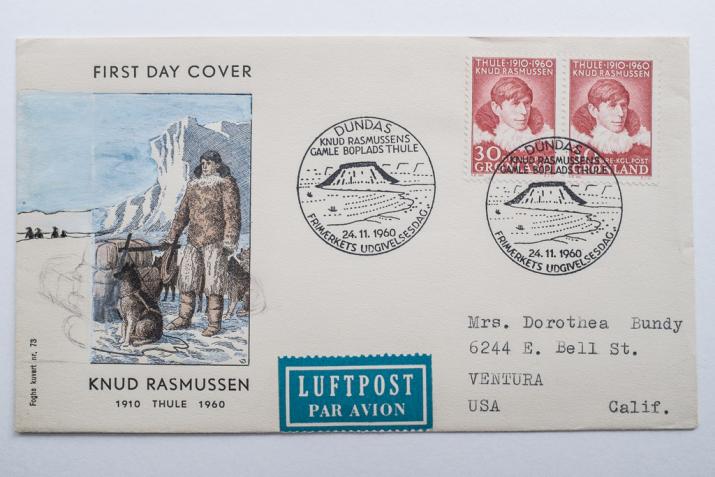 FIRST DAY COVER
THULE·1910-1960
KNUD RASMUSSEN
30
GRØNLAND
THULE·1910-1960
KNUD RASMUSSEN
KGL. POST
DUNDAS
KNUD RASMUSSENS
GAMLE BOPLADS THULE
24.11.1960
FRIMÆRKETS UDGIVELSESDAG.
DUNDAS
KNUD RASMUSSENS
GAMLE BOPLADS THULE
24.11.1960
FRIMÆRKETS UDGIVELSESDAG.
Foghs kuvert nr. 73
KNUD RASMUSSEN
1910 THULE 1960
LUFTPOST
PAR AVION
Mrs. Dorothea Bundy
6244 E. Bell St.
VENTURA
USA Calif.